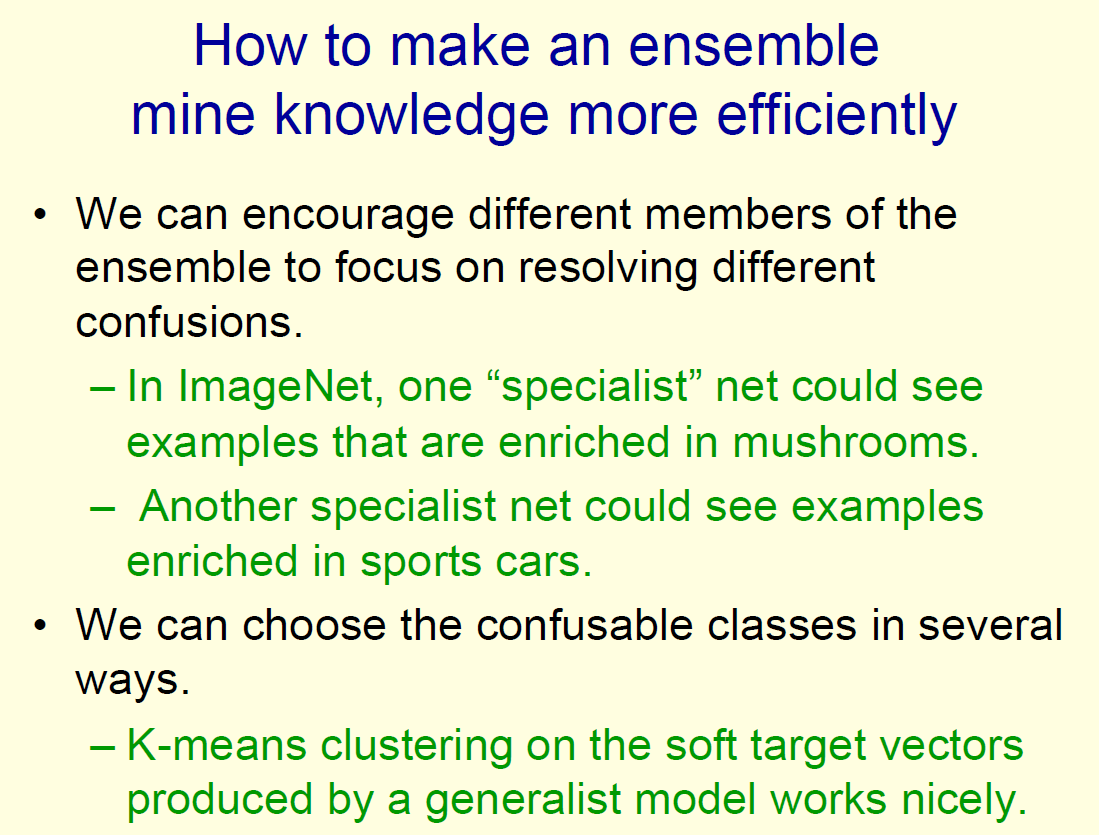 How to make an ensemble
mine knowledge more efficiently
• We can encourage different members of the
ensemble to focus on resolving different
confusions.
– In ImageNet, one “specialist” net could see
examples that are enriched in mushrooms.
– Another specialist net could see examples
enriched in sports cars.
• We can choose the confusable classes in several
ways.
– K-means clustering on the soft target vectors
produced by a generalist model works nicely.